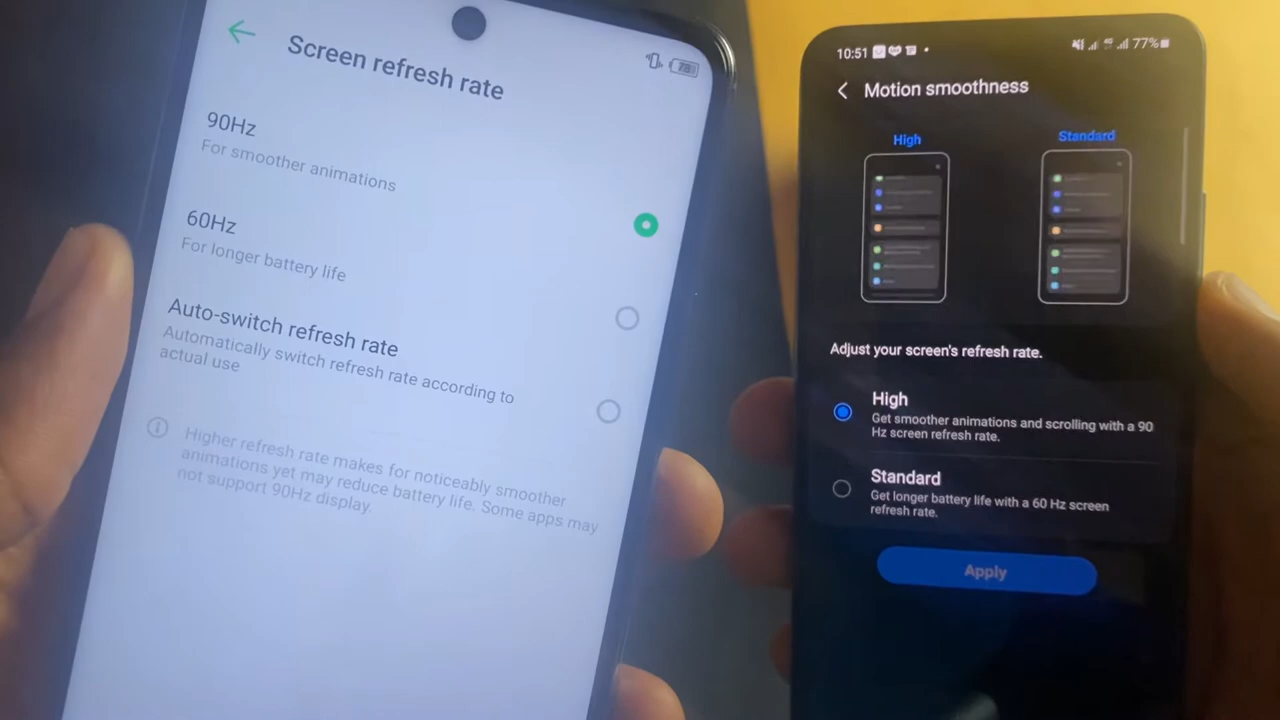 Screen refresh rate
78
90Hz
For smoother animations
60Hz
For longer battery life
Auto-switch refresh rate
Automatically switch refresh rate according to
actual use
Higher refresh rate makes for noticeably smoother
animations yet may reduce battery life. Some apps may
not support 90Hz display.
10:51
4G
77%
Motion smoothness
High
Standard
Adjust your screen's refresh rate.
High
Get smoother animations and scrolling with a 90
Hz screen refresh rate.
Standard
Get longer battery life with a 60 Hz screen
refresh rate.
Apply